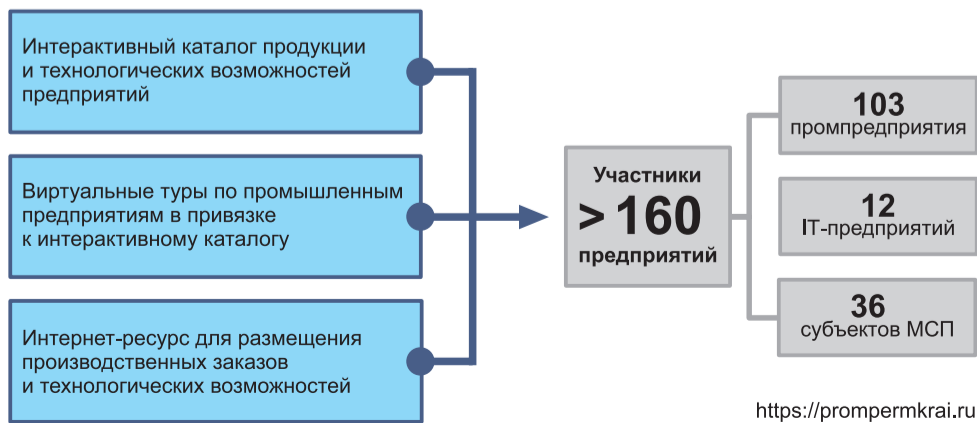 Интерактивный каталог продукции
и технологических возможностей
предприятий
Виртуальные туры по промышленным
предприятиям в привязке
к интерактивному каталогу
Интернет-ресурс для размещения
производственных заказов
и технологических возможностей
Участники
> 160
предприятий
103
промпредприятия
12
IT-предприятий
36
субъектов МСП
https://prompermkrai.ru